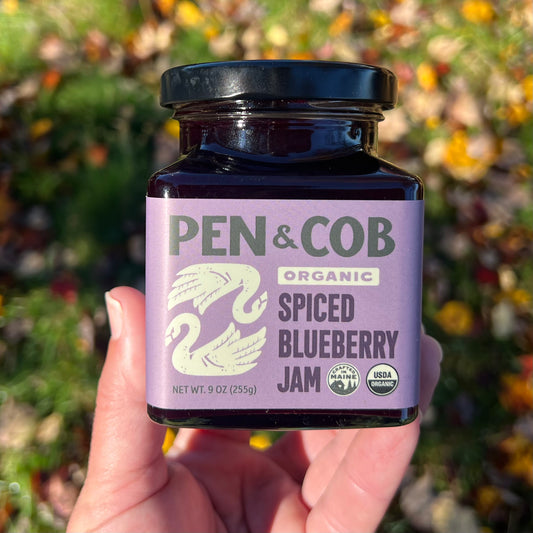 PEN & COB
ORGANIC
SPICED
BLUEBERRY
JAM
CRAFTED IN MAINE
USDA
ORGANIC
NET WT. 9 OZ (255g)